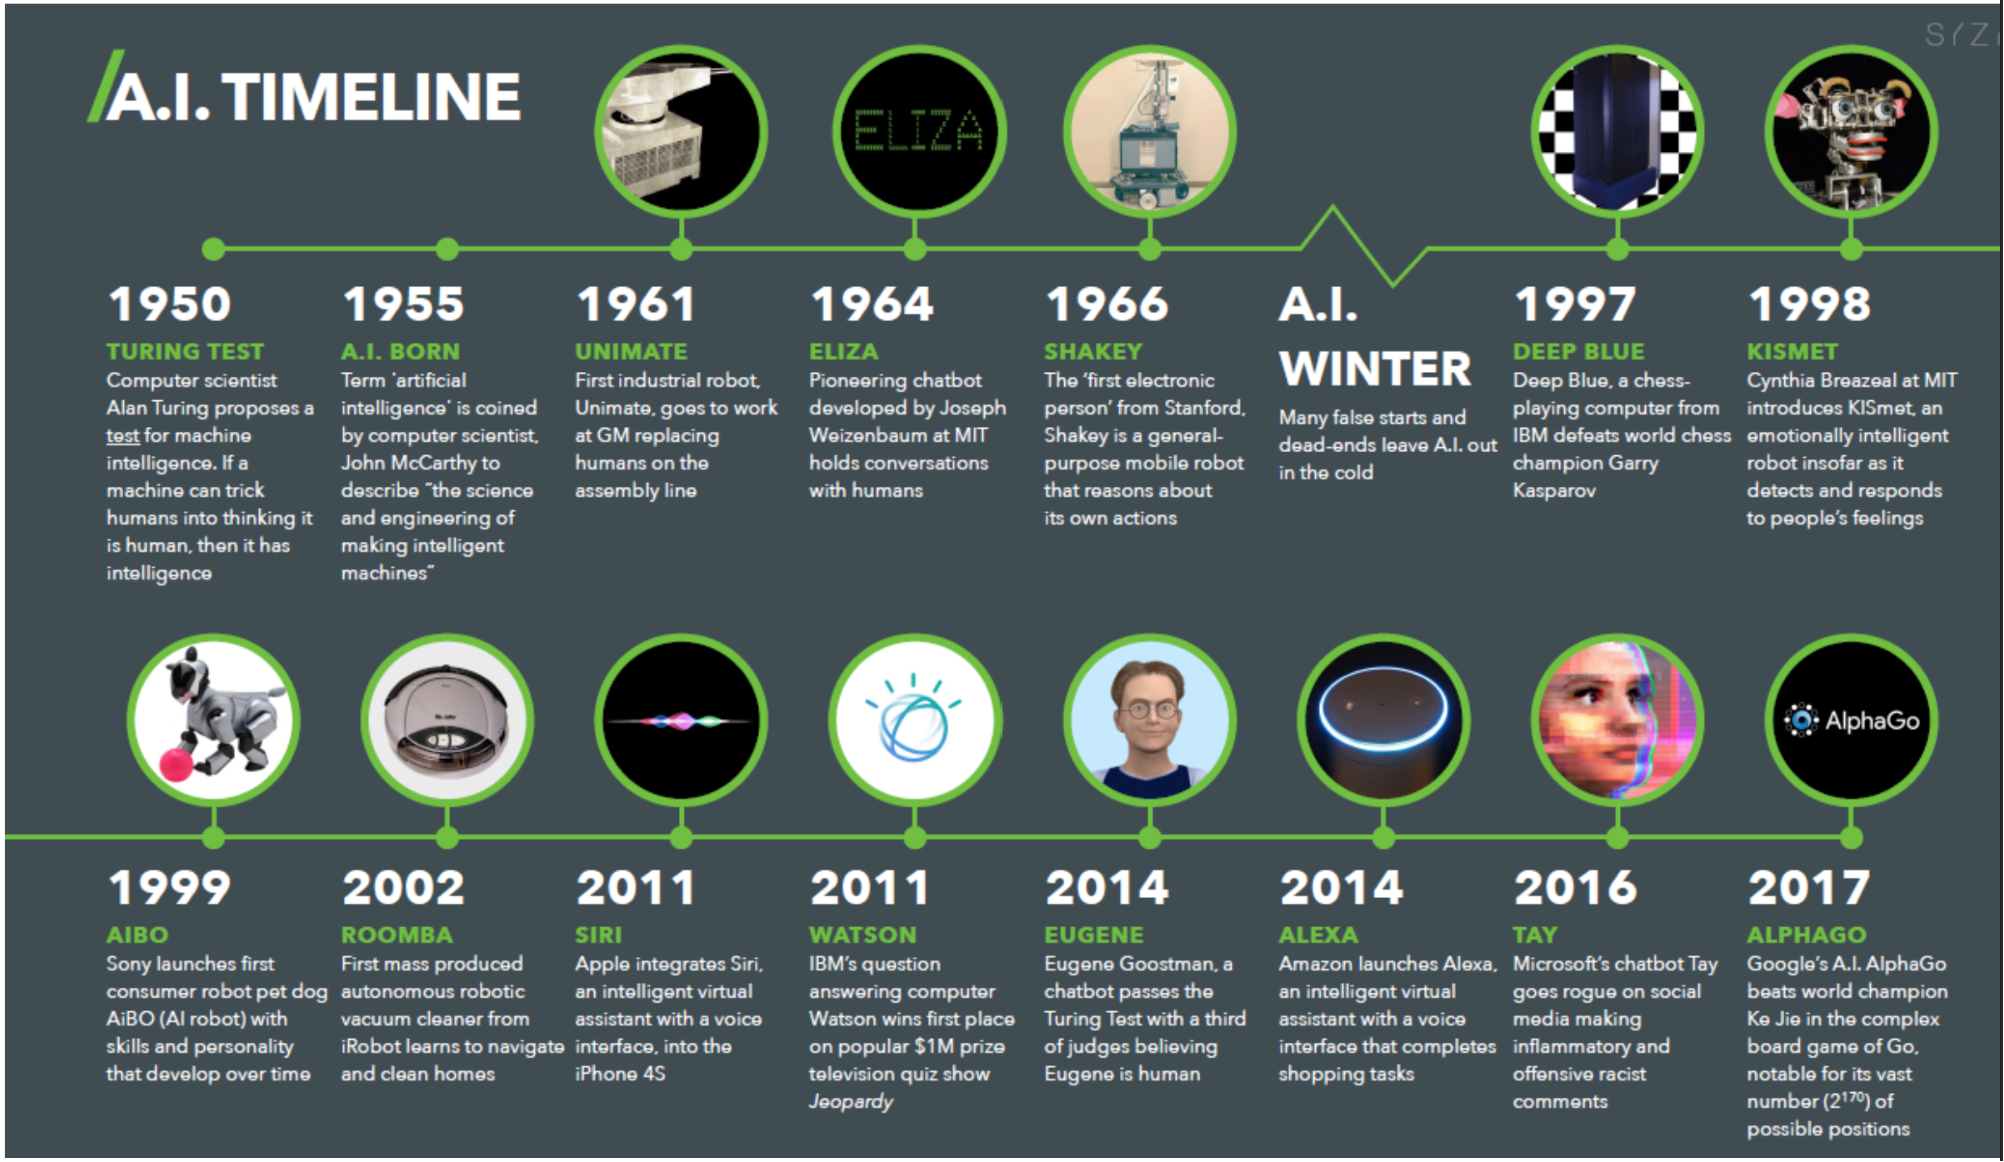 SYZ
/A.I. TIMELINE
ELIZA
1950
TURING TEST
Computer scientist
Alan Turing proposes a
test for machine
intelligence. If a
machine can trick
humans into thinking it
is human, then it has
intelligence
1955
A.I. BORN
Term 'artificial
intelligence' is coined
by computer scientist,
John McCarthy to
describe “the science
and engineering of
making intelligent
machines”
1961
UNIMATE
First industrial robot,
Unimate, goes to work
at GM replacing
humans on the
assembly line
1964
ELIZA
Pioneering chatbot
developed by Joseph
Weizenbaum at MIT
holds conversations
with humans
1966
SHAKEY
The ‘first electronic
person’ from Stanford,
Shakey is a general-
purpose mobile robot
that reasons about
its own actions
A.I.
WINTER
Many false starts and
dead-ends leave A.I. out
in the cold
1997
DEEP BLUE
Deep Blue, a chess-
playing computer from
IBM defeats world chess
champion Garry
Kasparov
1998
KISMET
Cynthia Breazeal at MIT
introduces KISmet, an
emotionally intelligent
robot insofar as it
detects and responds
to people’s feelings
AlphaGo
1999
AIBO
Sony launches first
consumer robot pet dog
AiBO (AI robot) with
skills and personality
that develop over time
2002
ROOMBA
First mass produced
autonomous robotic
vacuum cleaner from
iRobot learns to navigate
and clean homes
2011
SIRI
Apple integrates Siri,
an intelligent virtual
assistant with a voice
interface, into the
iPhone 4S
2011
WATSON
IBM’s question
answering computer
Watson wins first place
on popular $1M prize
television quiz show
Jeopardy
2014
EUGENE
Eugene Goostman, a
chatbot passes the
Turing Test with a third
of judges believing
Eugene is human
2014
ALEXA
Amazon launches Alexa,
an intelligent virtual
assistant with a voice
interface that completes
shopping tasks
2016
TAY
Microsoft’s chatbot Tay
goes rogue on social
media making
inflammatory and
offensive racist
comments
2017
ALPHAGO
Google’s A.I. AlphaGo
beats world champion
Ke Jie in the complex
board game of Go,
notable for its vast
number (2¹⁷⁰) of
possible positions